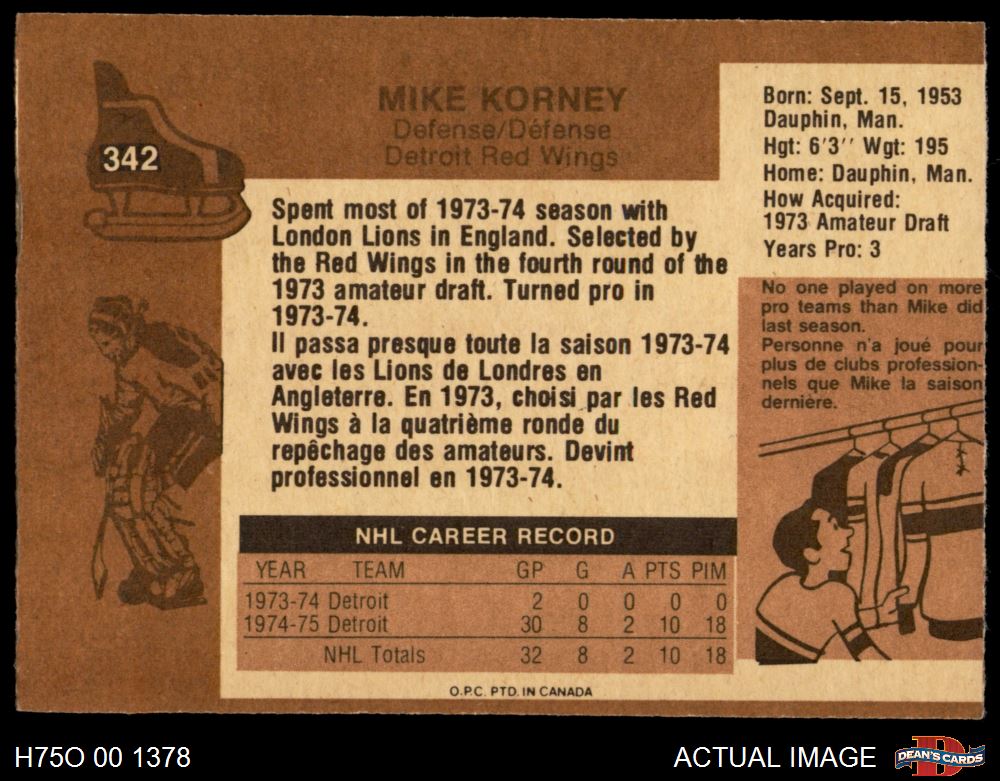 342
MIKE KORNEY
Defense/Défense
Detroit Red Wings
Born: Sept. 15, 1953
Dauphin, Man.
Hgt: 6'3'' Wgt: 195
Home: Dauphin, Man.
How Acquired:
1973 Amateur Draft
Years Pro: 3
Spent most of 1973-74 season with
London Lions in England. Selected by
the Red Wings in the fourth round of the
1973 amateur draft. Turned pro in
1973-74.
Il passa presque toute la saison 1973-74
avec les Lions de Londres en
Angleterre. En 1973, choisi par les Red
Wings à la quatrième ronde du
repêchage des amateurs. Devint
professionnel en 1973-74.
No one played on more
pro teams than Mike did
last season.
Personne n'a joué pour
plus de clubs profession-
nels que Mike la saison
dernière.
NHL CAREER RECORD
YEAR TEAM GP G A PTS PIM
1973-74 Detroit 2 0 0 0 0
1974-75 Detroit 30 8 2 10 18
NHL Totals 32 8 2 10 18
O.P.C. PTD. IN CANADA
H75O 00 1378
ACTUAL IMAGE
D
DEAN'S CARDS